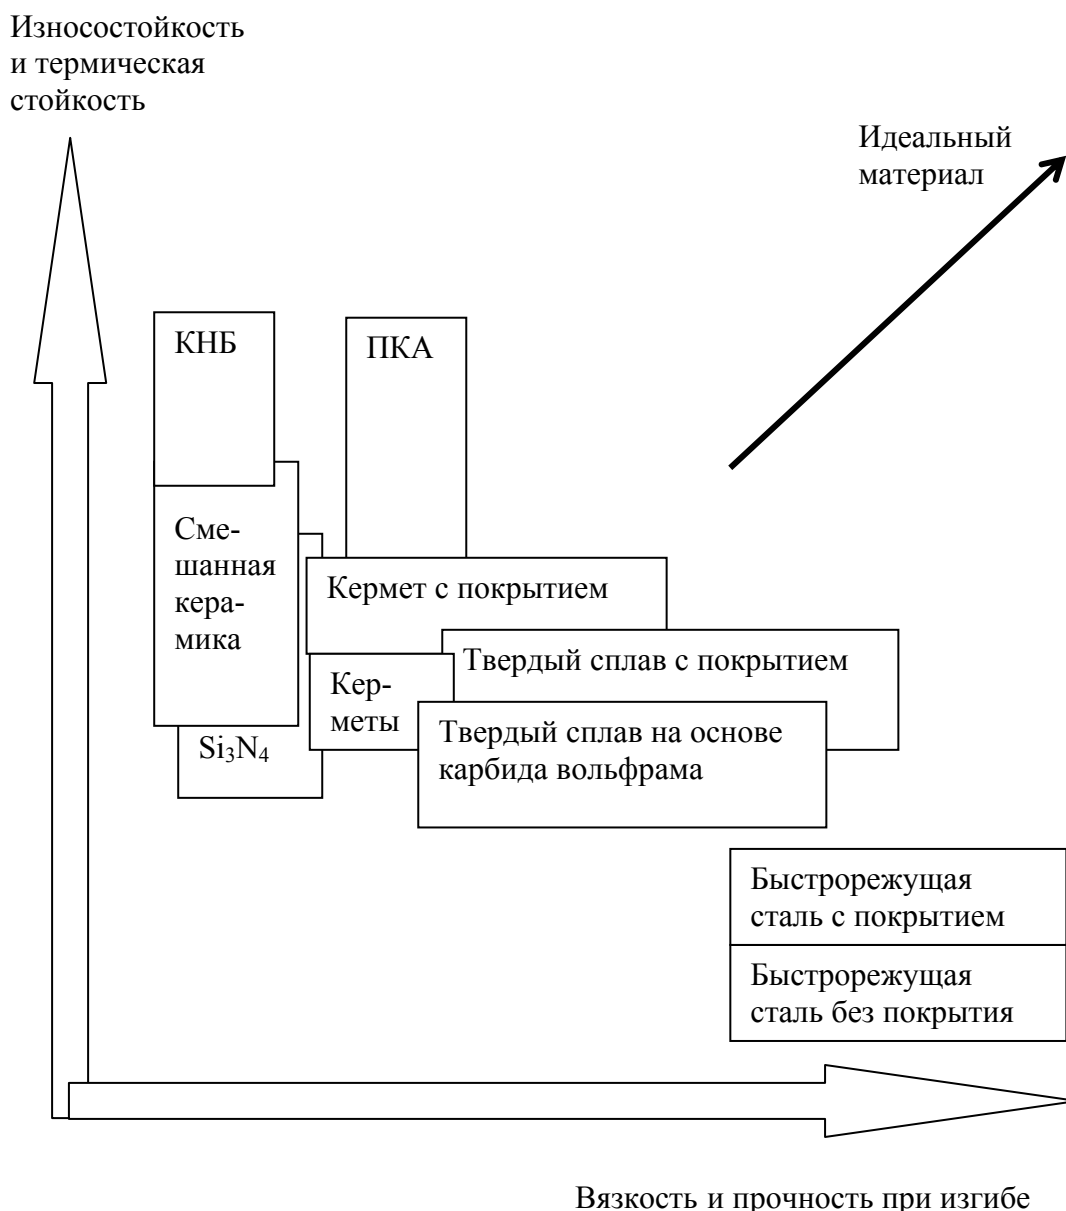 Износостойкость
и термическая
стойкость
Идеальный
материал
КНБ
ПКА
Сме-
шанная
кера-
мика
Кермет с покрытием
Твердый сплав с покрытием
Кер-
меты
Твердый сплав на основе
карбида вольфрама
Si₃N₄
Быстрорежущая
сталь с покрытием
Быстрорежущая
сталь без покрытия
Вязкость и прочность при изгибе